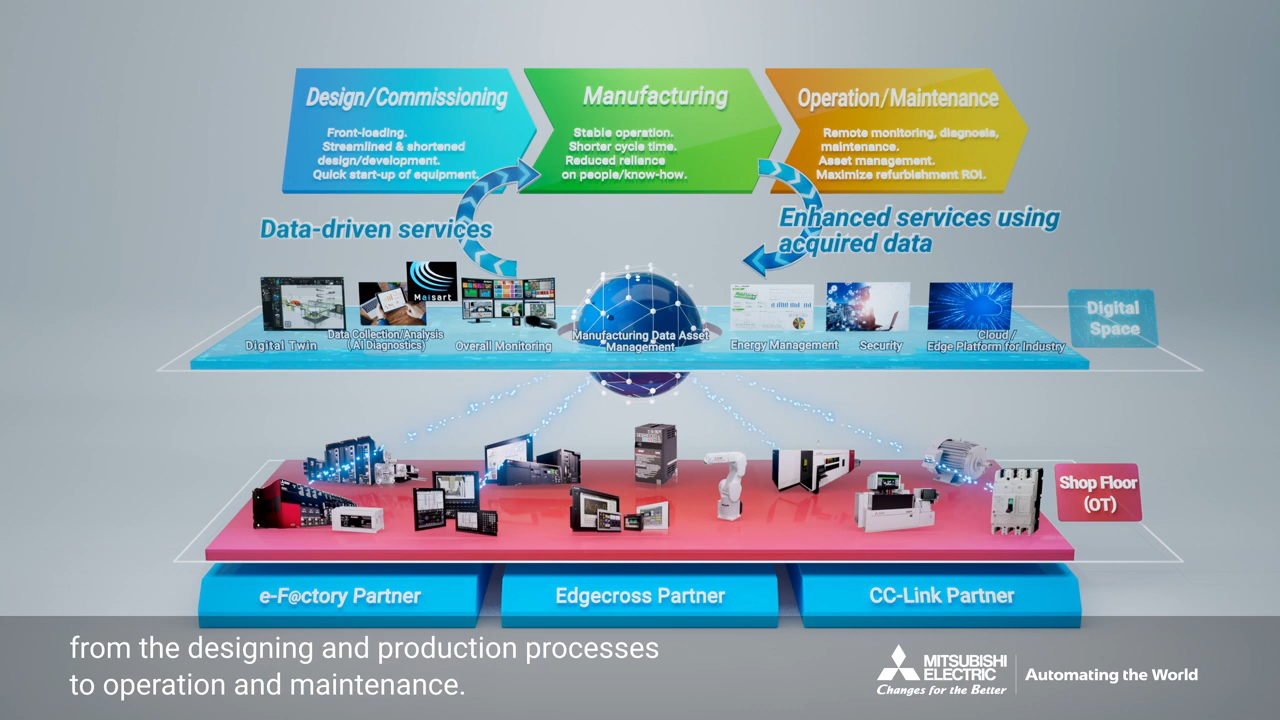 Design/Commissioning
Front-loading.
Streamlined & shortened
design/development.
Quick start-up of equipment.
Manufacturing
Stable operation.
Shorter cycle time.
Reduced reliance
on people/know-how.
Operation/Maintenance
Remote monitoring, diagnosis,
maintenance.
Asset management.
Maximize refurbishment ROI.
Data-driven services
Enhanced services using
acquired data
Maisart
Digital Twin
Data Collection/Analysis
(AI Diagnostics)
Overall Monitoring
Manufacturing Data Asset
Management
Energy Management
Security
Cloud /
Edge Platform for Industry
Digital
Space
Shop Floor
(OT)
e-F@ctory Partner
Edgecross Partner
CC-Link Partner
from the designing and production processes
to operation and maintenance.
MITSUBISHI
ELECTRIC
Changes for the Better
Automating the World